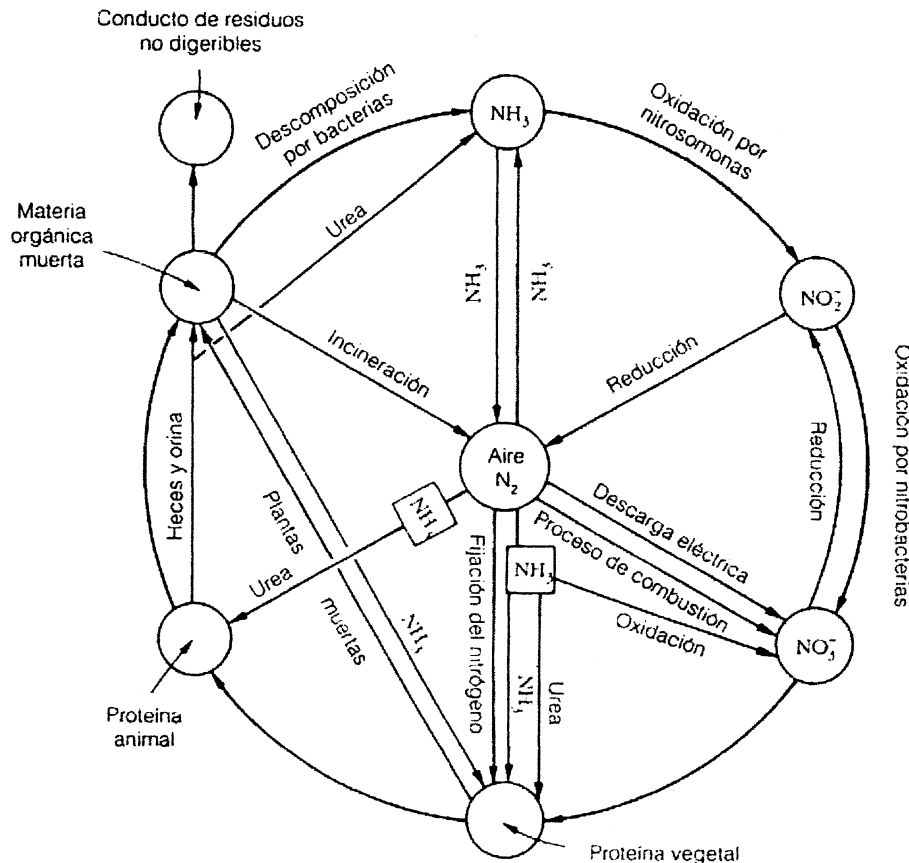 Conducto de residuos
no digeribles
Descomposición
por bacterias
NH₃
Oxidación por
nitrosomonas
Urea
Materia
orgánica
muerta
NH₃
NH₃
NO₂⁻
Incineración
Reducción
Oxidación por nitrobacterias
Reducción
Aire
N₂
Heces y orina
Plantas
muertas
NH₃
Urea
NH₃
Fijación del nitrógeno
NH₃
Descarga eléctrica
Proceso de combustión
Oxidación
NO₃⁻
NH₃
Urea
Proteína
animal
Proteína vegetal